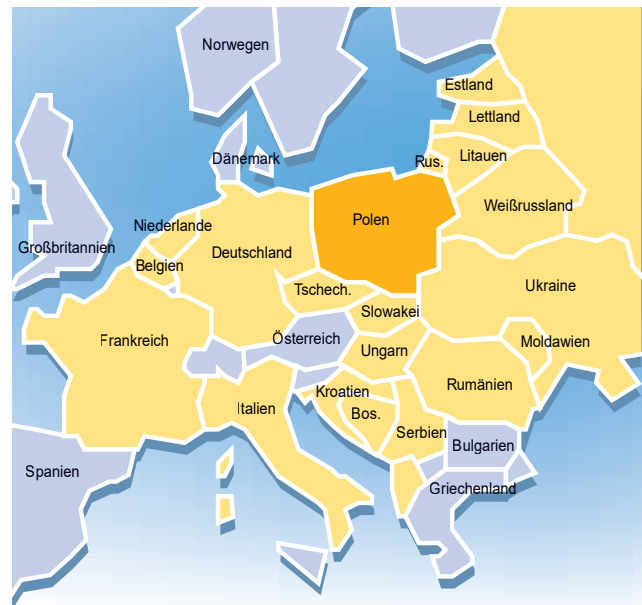 Norwegen
Estland
Lettland
Dänemark
Rus.
Litauen
Weißrussland
Polen
Niederlande
Großbritannien
Deutschland
Belgien
Tschech.
Ukraine
Slowakei
Frankreich
Österreich
Moldawien
Ungarn
Rumänien
Kroatien
Italien
Bos.
Serbien
Bulgarien
Spanien
Griechenland